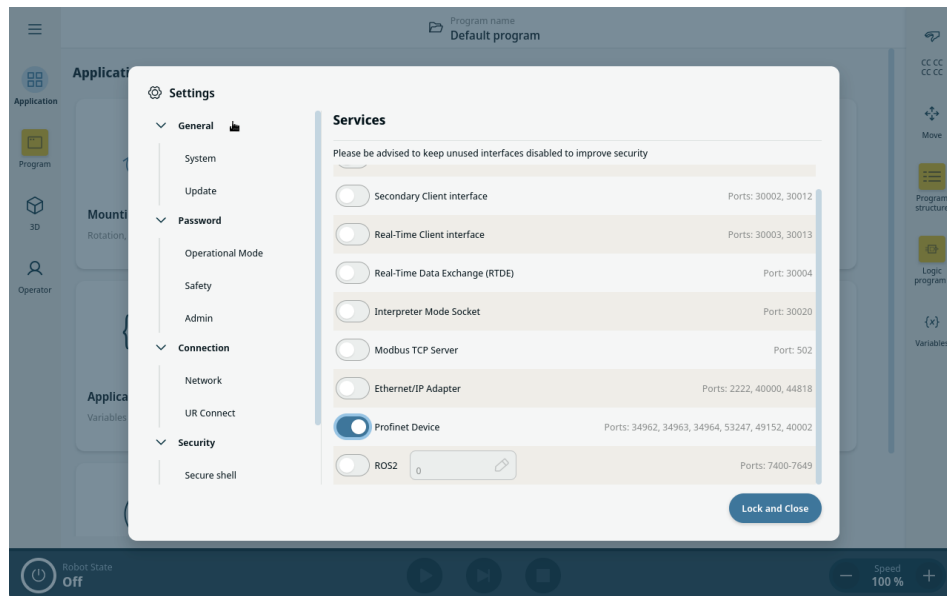 Program name
Default program
Application
Program
3D
Operator
Applicati
Mounti
Rotation,
Applica
Variables
Settings
General
System
Update
Password
Operational Mode
Safety
Admin
Connection
Network
UR Connect
Security
Secure shell
Services
Please be advised to keep unused interfaces disabled to improve security
Secondary Client interface Ports: 30002, 30012
Real-Time Client interface Ports: 30003, 30013
Real-Time Data Exchange (RTDE) Port: 30004
Interpreter Mode Socket Port: 30020
Modbus TCP Server Port: 502
Ethernet/IP Adapter Ports: 2222, 40000, 44818
Profinet Device Ports: 34962, 34963, 34964, 53247, 49152, 40002
ROS2 0 Ports: 7400-7649
Lock and Close
CC CC
CC CC
Move
Program
structure
Logic
program
{x}
Variables
Robot State
Off
Speed
100 %